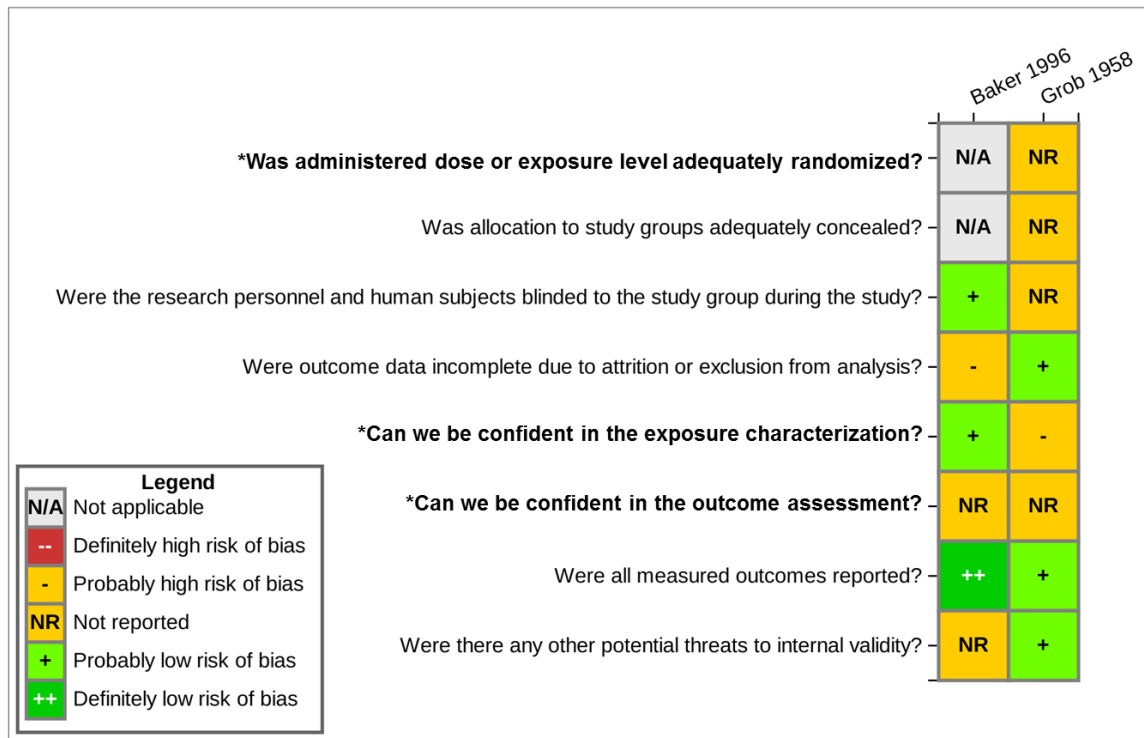 Baker 1996 Grob 1958
*Was administered dose or exposure level adequately randomized? N/A NR
Was allocation to study groups adequately concealed? N/A NR
Were the research personnel and human subjects blinded to the study group during the study? + NR
Were outcome data incomplete due to attrition or exclusion from analysis? - +
*Can we be confident in the exposure characterization? + -
*Can we be confident in the outcome assessment? NR NR
Were all measured outcomes reported? ++ +
Were there any other potential threats to internal validity? NR +
Legend
N/A Not applicable
-- Definitely high risk of bias
- Probably high risk of bias
NR Not reported
+ Probably low risk of bias
++ Definitely low risk of bias